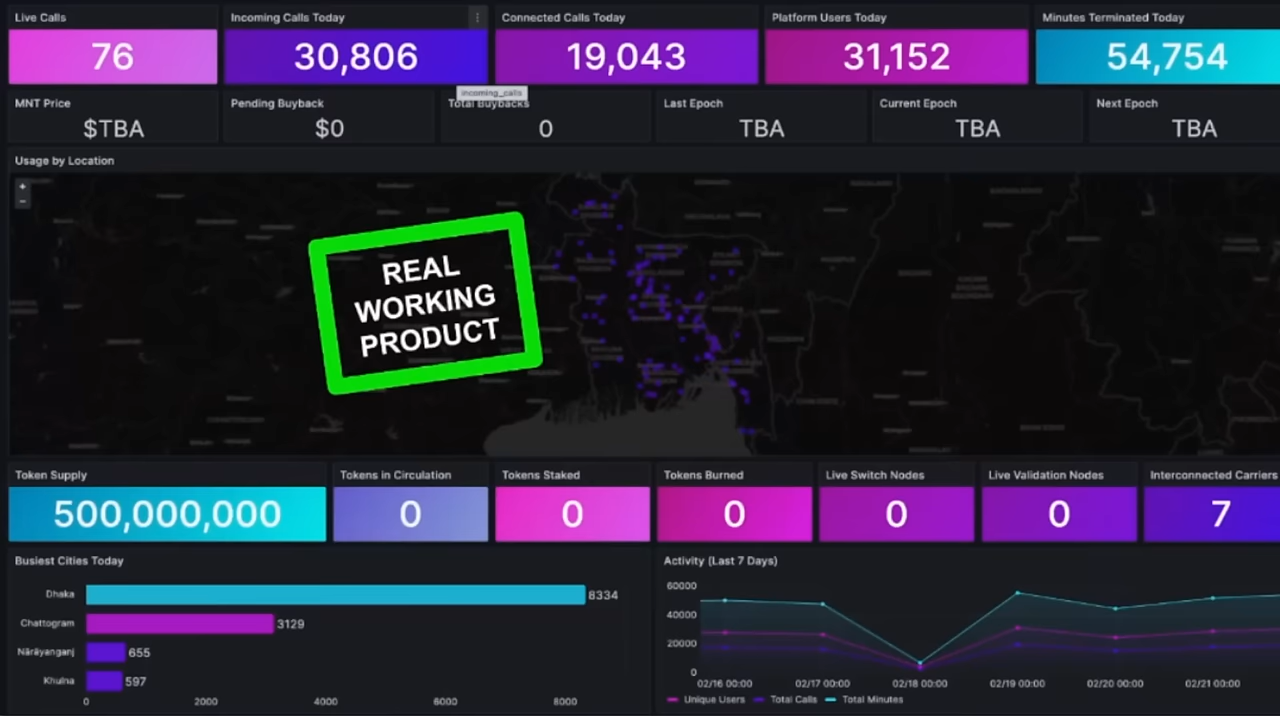 Live Calls
Incoming Calls Today
Connected Calls Today
Platform Users Today
Minutes Terminated Today
76
30,806
19,043
31,152
54,754
incoming_calls
MNT Price
Pending Buyback
Total Buybacks
Last Epoch
Current Epoch
Next Epoch
$TBA
$0
0
TBA
TBA
TBA
Usage by Location
+
-
REAL
WORKING
PRODUCT
Token Supply
Tokens in Circulation
Tokens Staked
Tokens Burned
Live Switch Nodes
Live Validation Nodes
Interconnected Carriers
500,000,000
0
0
0
0
0
7
Busiest Cities Today
Dhaka
8334
Chattogram
3129
Nārāyanganj
655
Khulna
597
0
2000
4000
6000
8000
Activity (Last 7 Days)
60000
40000
20000
0
02/16 00:00
02/17 00:00
02/18 00:00
02/19 00:00
02/20 00:00
02/21 00:00
Unique Users
Total Calls
Total Minutes